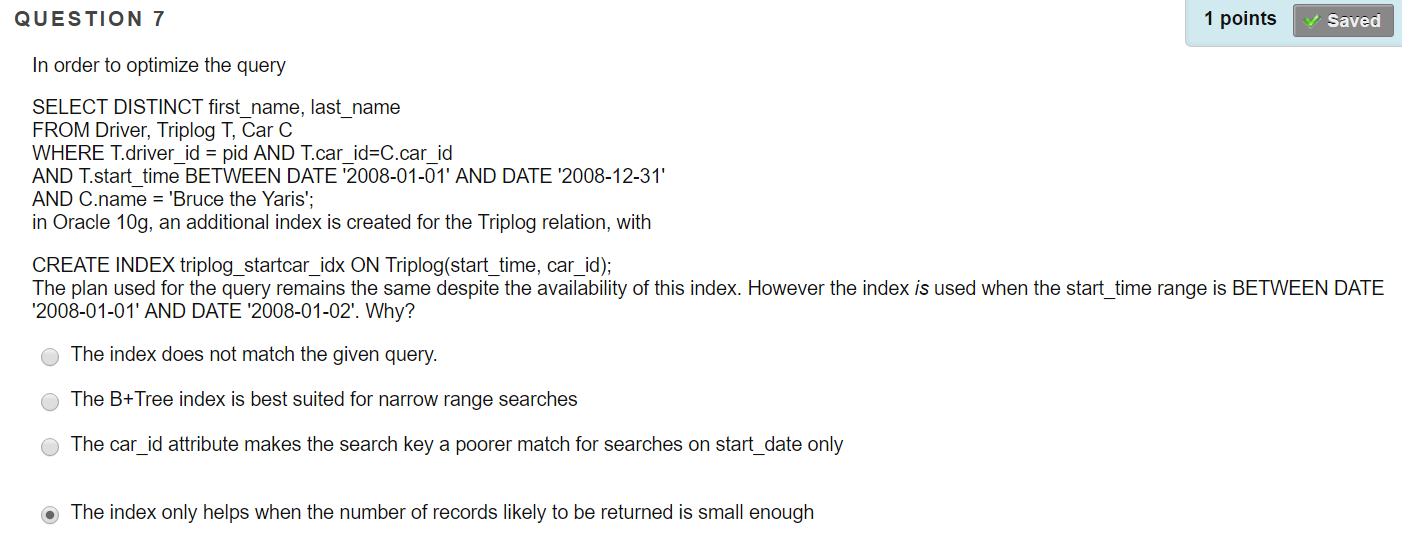 QUESTION 7
1 points
Saved
In order to optimize the query
SELECT DISTINCT first_name, last_name
FROM Driver, Triplog T, Car C
WHERE T.driver_id = pid AND T.car_id=C.car_id
AND T.start_time BETWEEN DATE '2008-01-01' AND DATE '2008-12-31'
AND C.name = 'Bruce the Yaris';
in Oracle 10g, an additional index is created for the Triplog relation, with
CREATE INDEX triplog_startcar_idx ON Triplog(start_time, car_id);
The plan used for the query remains the same despite the availability of this index. However the index is used when the start_time range is BETWEEN DATE
'2008-01-01' AND DATE '2008-01-02'. Why?
The index does not match the given query.
The B+Tree index is best suited for narrow range searches
The car_id attribute makes the search key a poorer match for searches on start_date only
The index only helps when the number of records likely to be returned is small enough